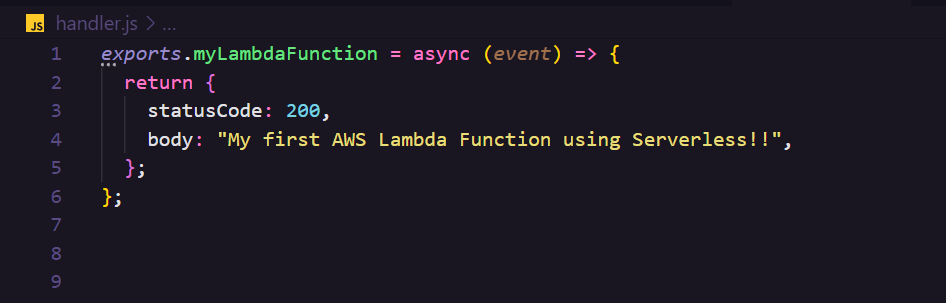 JS handler.js > ...
1 exports.myLambdaFunction = async (event) => {
2   return {
3     statusCode: 200,
4     body: "My first AWS Lambda Function using Serverless!!",
5   };
6 };
7
8
9